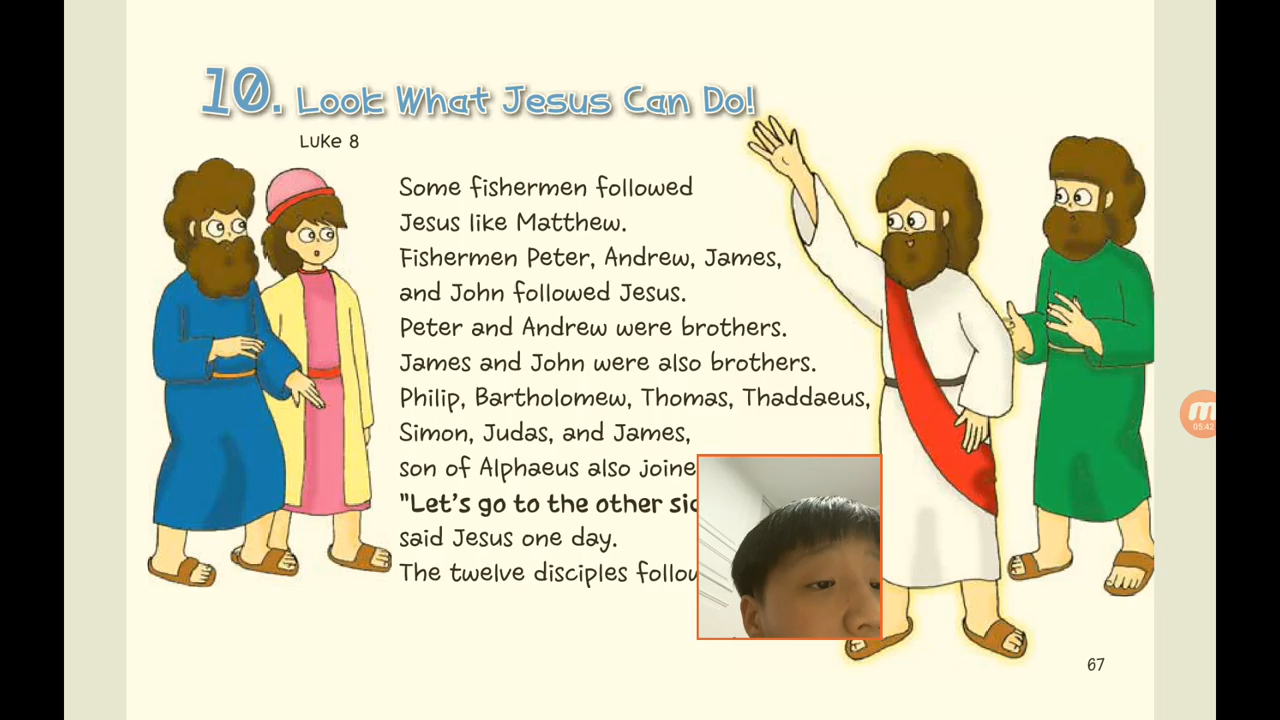 10. Look What Jesus Can Do!
Luke 8
Some fishermen followed
Jesus like Matthew.
Fishermen Peter, Andrew, James,
and John followed Jesus.
Peter and Andrew were brothers.
James and John were also brothers.
Philip, Bartholomew, Thomas, Thaddaeus,
Simon, Judas, and James,
son of Alphaeus also
"Let's go to the other
said Jesus one day.
The twelve disciples
67
05:42